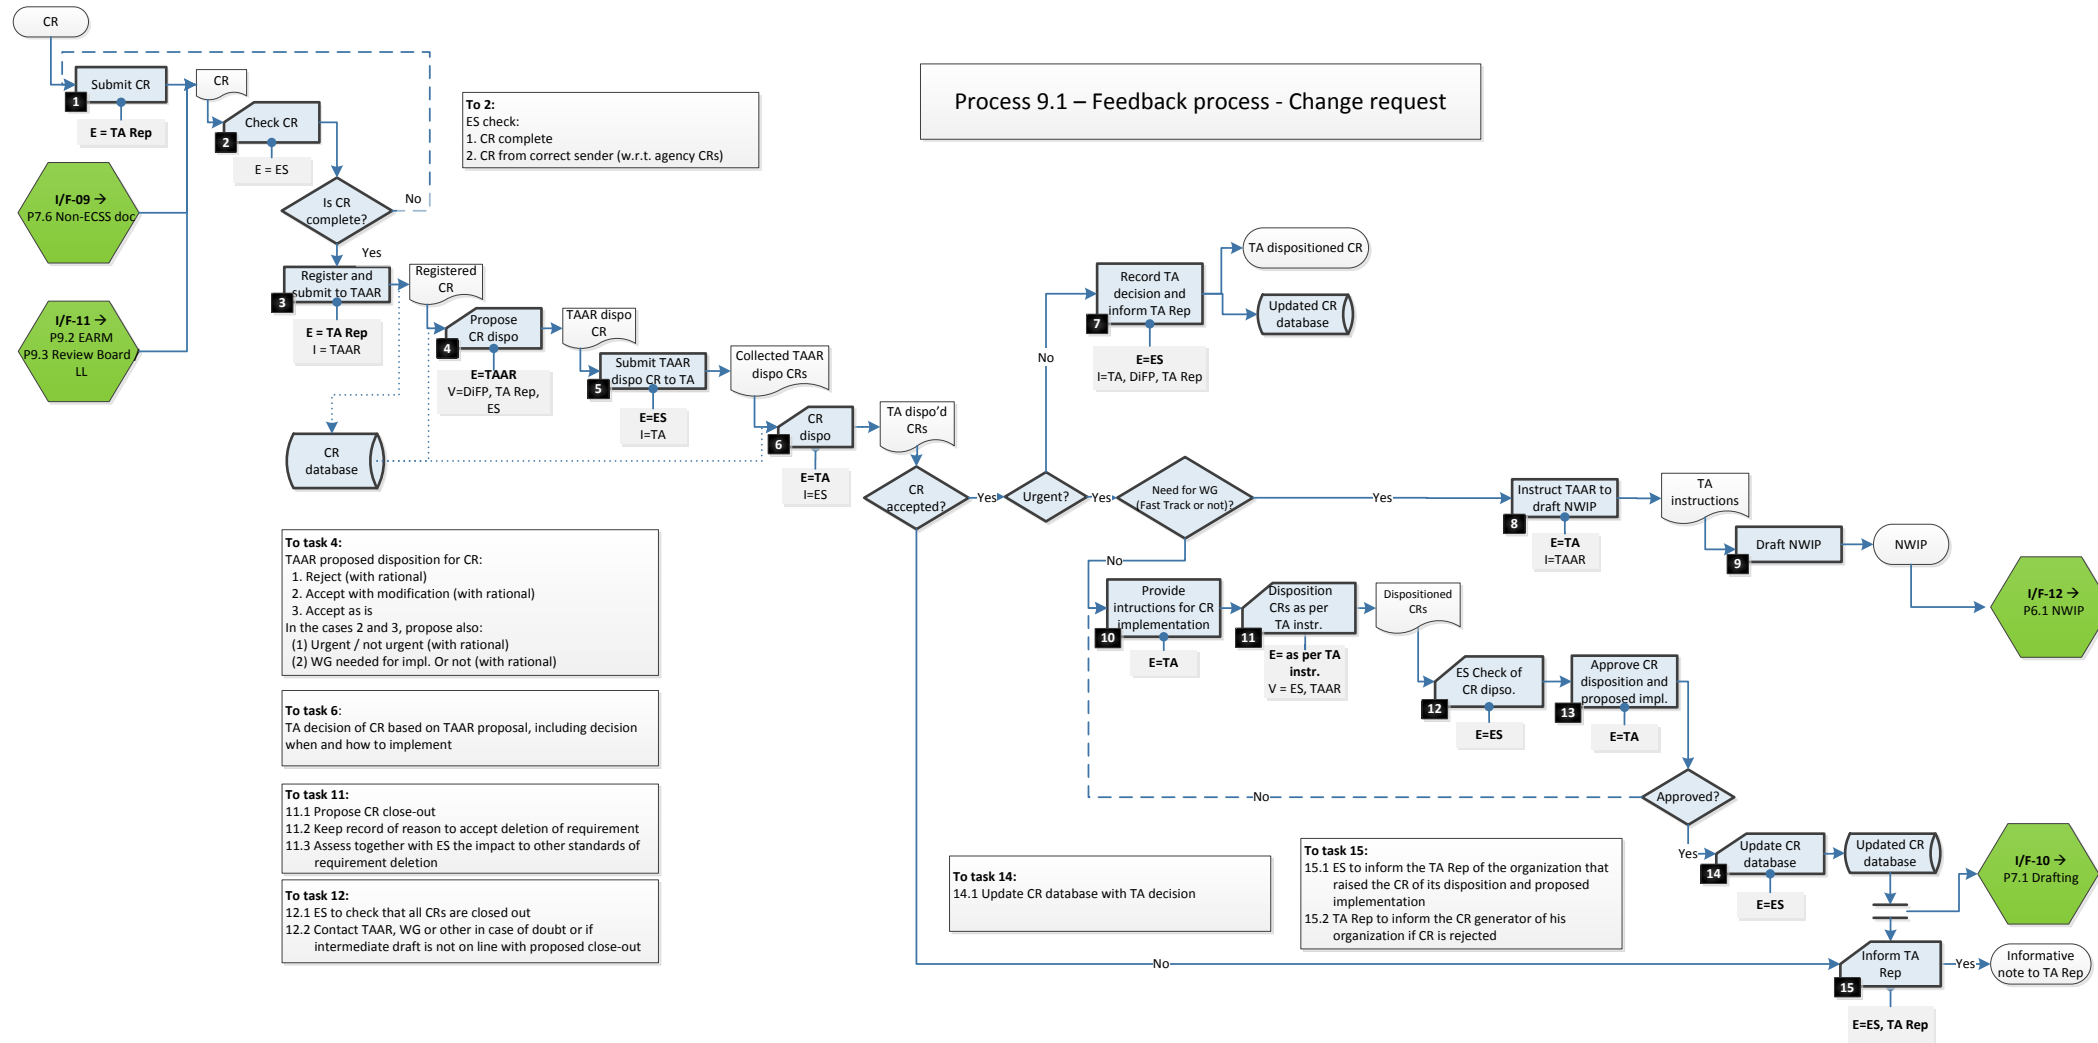 CR
Submit CR
1
E = TA Rep
CR
Check CR
2
E = ES
To 2:
ES check:
1. CR complete
2. CR from correct sender (w.r.t. agency CRs)
Process 9.1 – Feedback process - Change request
I/F-09 →
P7.6 Non-ECSS doc
Is CR
complete?
No
Yes
I/F-11 →
P9.2 EARM
P9.3 Review Board /
LL
Register and
submit to TAAR
3
E = TA Rep
I = TAAR
Registered
CR
Propose
CR dispo
4
E=TAAR
V=DiFP, TA Rep,
ES
TAAR dispo
CR
Submit TAAR
dispo CR to TA
5
E=ES
I=TA
Collected TAAR
dispo CRs
CR
dispo
6
E=TA
I=ES
TA dispo’d
CRs
CR
database
CR
accepted?
Yes
Urgent?
No
Yes
Record TA
decision and
inform TA Rep
7
E=ES
I=TA, DiFP, TA Rep
TA dispositioned CR
Updated CR
database
Need for WG
(Fast Track or not)?
Yes
Instruct TAAR to
draft NWIP
8
E=TA
I=TAAR
TA
instructions
Draft NWIP
9
NWIP
I/F-12 →
P6.1 NWIP
No
Provide
intructions for CR
implementation
10
E=TA
Disposition
CRs as per
TA instr.
11
E= as per TA
instr.
V = ES, TAAR
Dispositioned
CRs
ES Check of
CR dipso.
12
E=ES
Approve CR
disposition and
proposed impl.
13
E=TA
Approved?
No
Yes
Update CR
database
14
E=ES
Updated CR
database
I/F-10 →
P7.1 Drafting
No
Inform TA
Rep
15
E=ES, TA Rep
Yes
Informative
note to TA Rep
To task 4:
TAAR proposed disposition for CR:
1. Reject (with rational)
2. Accept with modification (with rational)
3. Accept as is
In the cases 2 and 3, propose also:
(1) Urgent / not urgent (with rational)
(2) WG needed for impl. Or not (with rational)
To task 6:
TA decision of CR based on TAAR proposal, including decision
when and how to implement
To task 11:
11.1 Propose CR close-out
11.2 Keep record of reason to accept deletion of requirement
11.3 Assess together with ES the impact to other standards of
requirement deletion
To task 12:
12.1 ES to check that all CRs are closed out
12.2 Contact TAAR, WG or other in case of doubt or if
intermediate draft is not on line with proposed close-out
To task 14:
14.1 Update CR database with TA decision
To task 15:
15.1 ES to inform the TA Rep of the organization that
raised the CR of its disposition and proposed
implementation
15.2 TA Rep to inform the CR generator of his
organization if CR is rejected